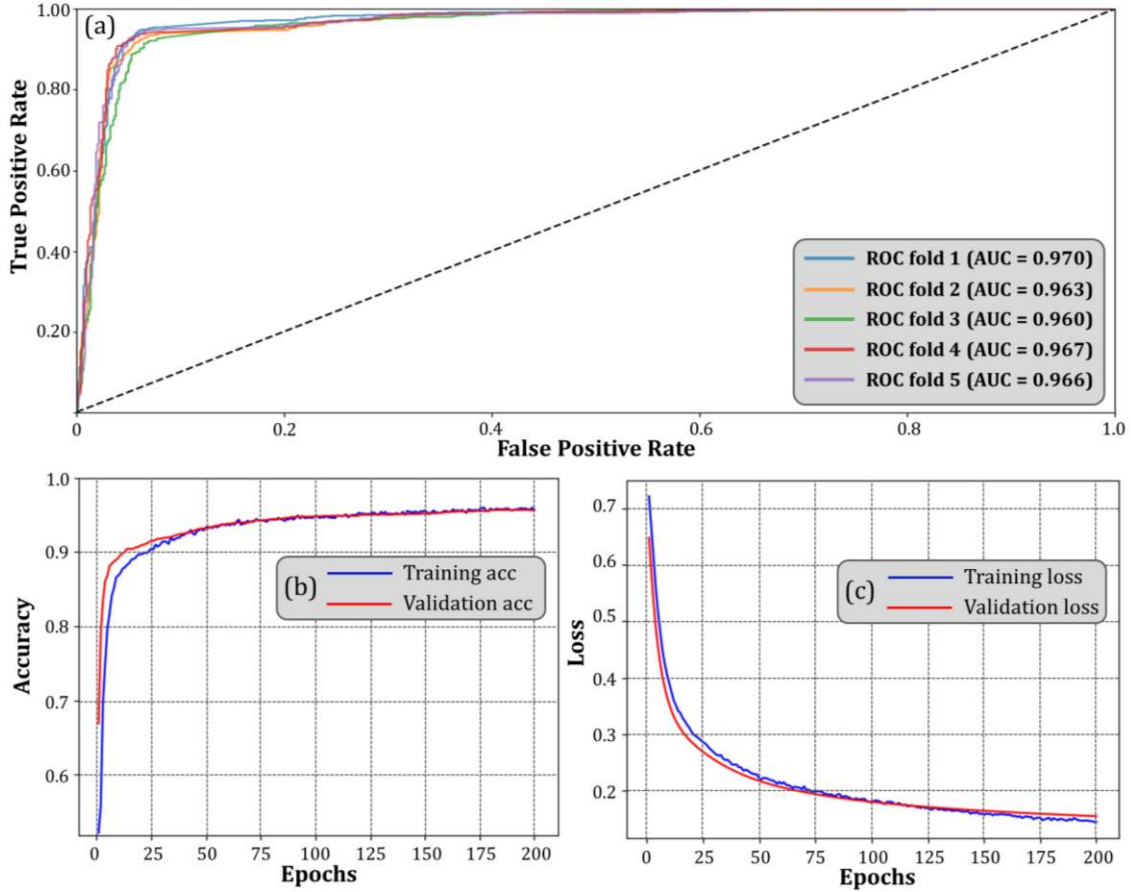 (a)
1.00
0.80
0.60
0.40
0.20
True Positive Rate
ROC fold 1 (AUC = 0.970)
ROC fold 2 (AUC = 0.963)
ROC fold 3 (AUC = 0.960)
ROC fold 4 (AUC = 0.967)
ROC fold 5 (AUC = 0.966)
0 0.2 0.4 0.6 0.8 1.0
False Positive Rate
1.0
0.9
0.8
0.7
0.6
Accuracy
(b)
Training acc
Validation acc
0 25 50 75 100 125 150 175 200
Epochs
0.7
0.6
0.5
0.4
0.3
0.2
Loss
(c)
Training loss
Validation loss
0 25 50 75 100 125 150 175 200
Epochs